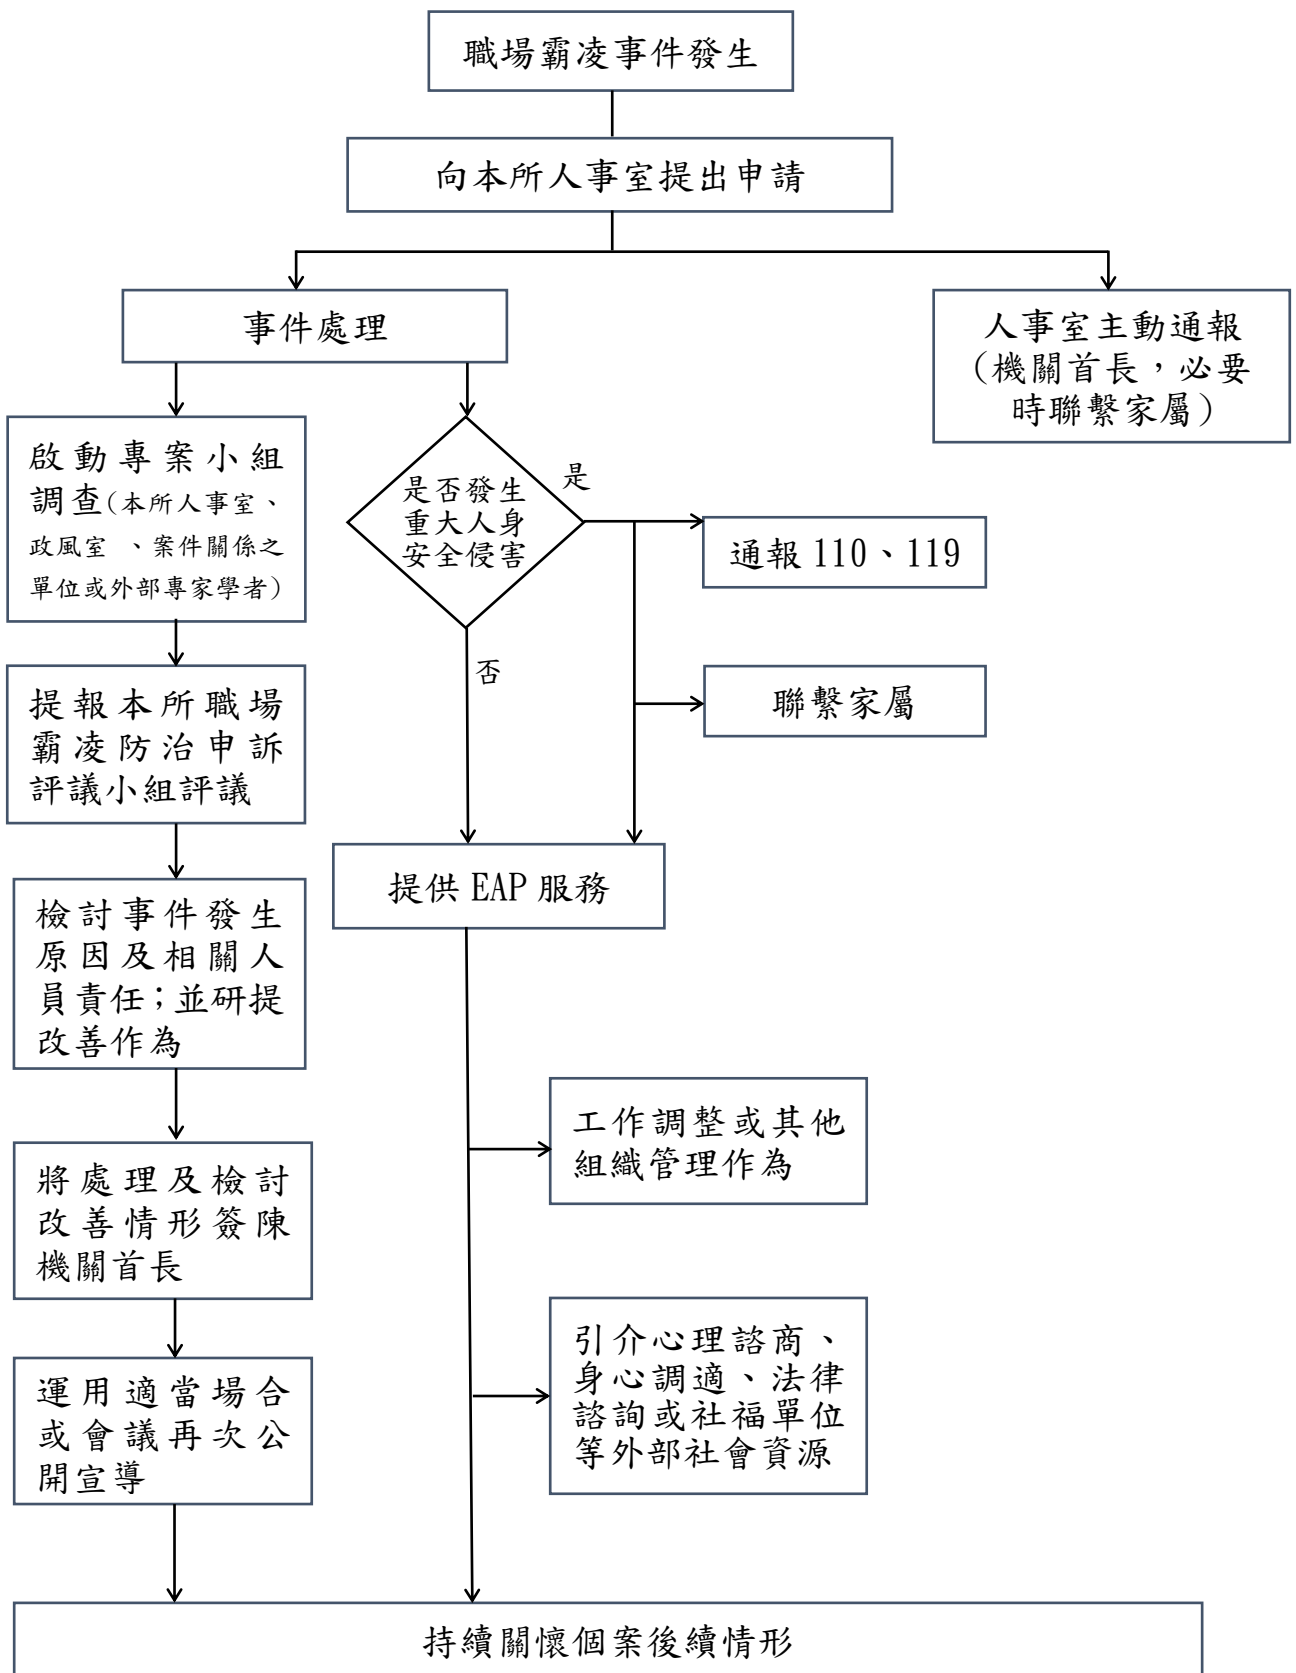 職場霸凌事件發生
向本所人事室提出申請
事件處理
人事室主動通報
(機關首長，必要
時聯繫家屬)
啟動專案小組
調查(本所人事室、
政風室 、案件關係之
單位或外部專家學者)
是否發生
重大人身
安全侵害
是
通報 110、119
否
聯繫家屬
提報本所職場
霸凌防治申訴
評議小組評議
提供 EAP 服務
檢討事件發生
原因及相關人
員責任；並研提
改善作為
工作調整或其他
組織管理作為
將處理及檢討
改善情形簽陳
機關首長
引介心理諮商、
身心調適、法律
諮詢或社福單位
等外部社會資源
運用適當場合
或會議再次公
開宣導
持續關懷個案後續情形